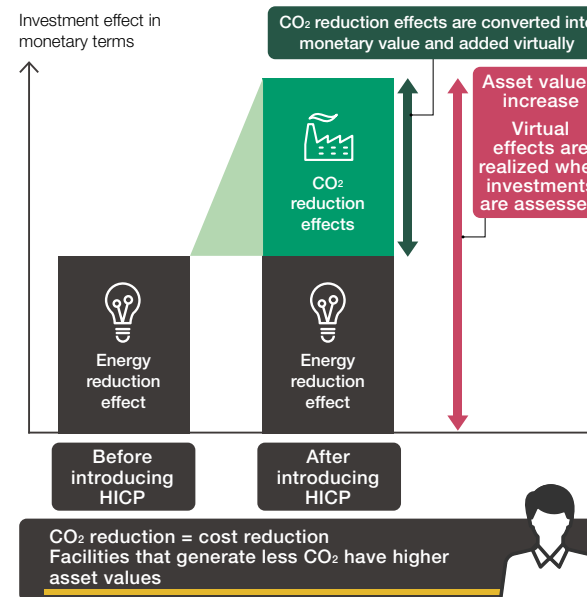 Investment effect in
monetary terms
CO₂ reduction effects are converted into
monetary value and added virtually
Asset value
increase
Virtual
effects are
realized when
investments
are assessed
CO₂
reduction
effects
Energy
reduction
effect
Energy
reduction
effect
Before
introducing
HICP
After
introducing
HICP
CO₂ reduction = cost reduction
Facilities that generate less CO₂ have higher
asset values